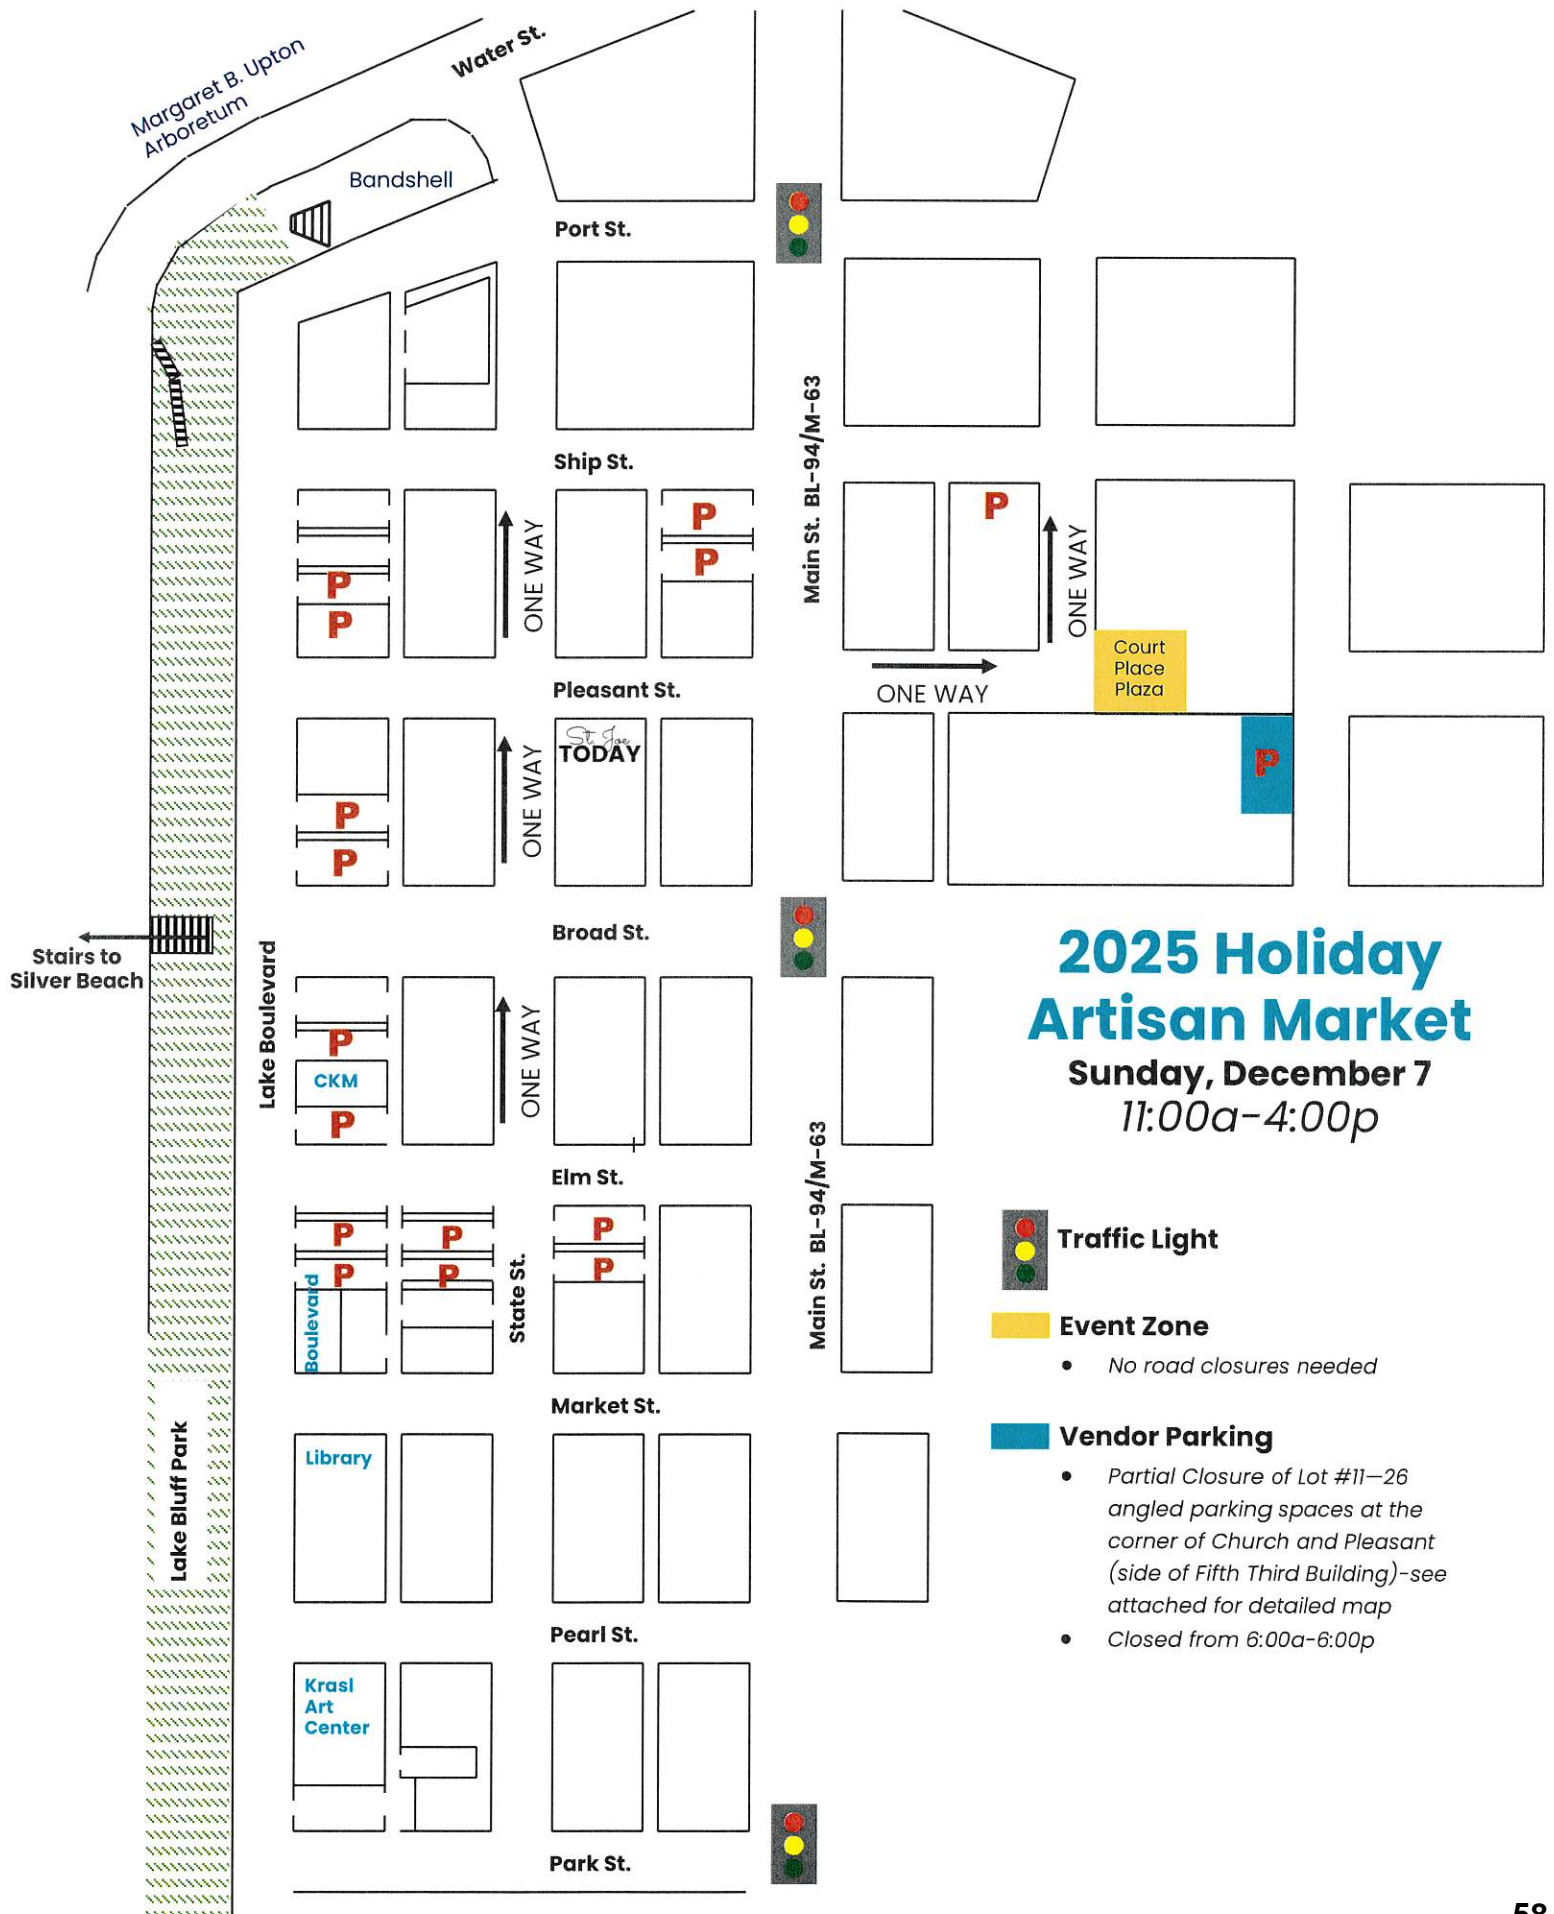 Margaret B. Upton
Arboretum
Water St.
Bandshell
Port St.
Ship St.
Main St. BL-94/M-63
P
P
P
P
P
ONE WAY
ONE WAY
ONE WAY
Court
Place
Plaza
Pleasant St.
St. Joe
TODAY
P
P
P
ONE WAY
Stairs to
Silver Beach
Broad St.
Lake Boulevard
P
CKM
P
ONE WAY
Elm St.
P
P
P
P
P
P
Boulevard
State St.
Main St. BL-94/M-63
Market St.
Library
Lake Bluff Park
Pearl St.
Krasl
Art
Center
Park St.
2025 Holiday
Artisan Market
Sunday, December 7
11:00a-4:00p
Traffic Light
Event Zone
• No road closures needed
Vendor Parking
• Partial Closure of Lot #11—26
angled parking spaces at the
corner of Church and Pleasant
(side of Fifth Third Building)-see
attached for detailed map
• Closed from 6:00a-6:00p
58